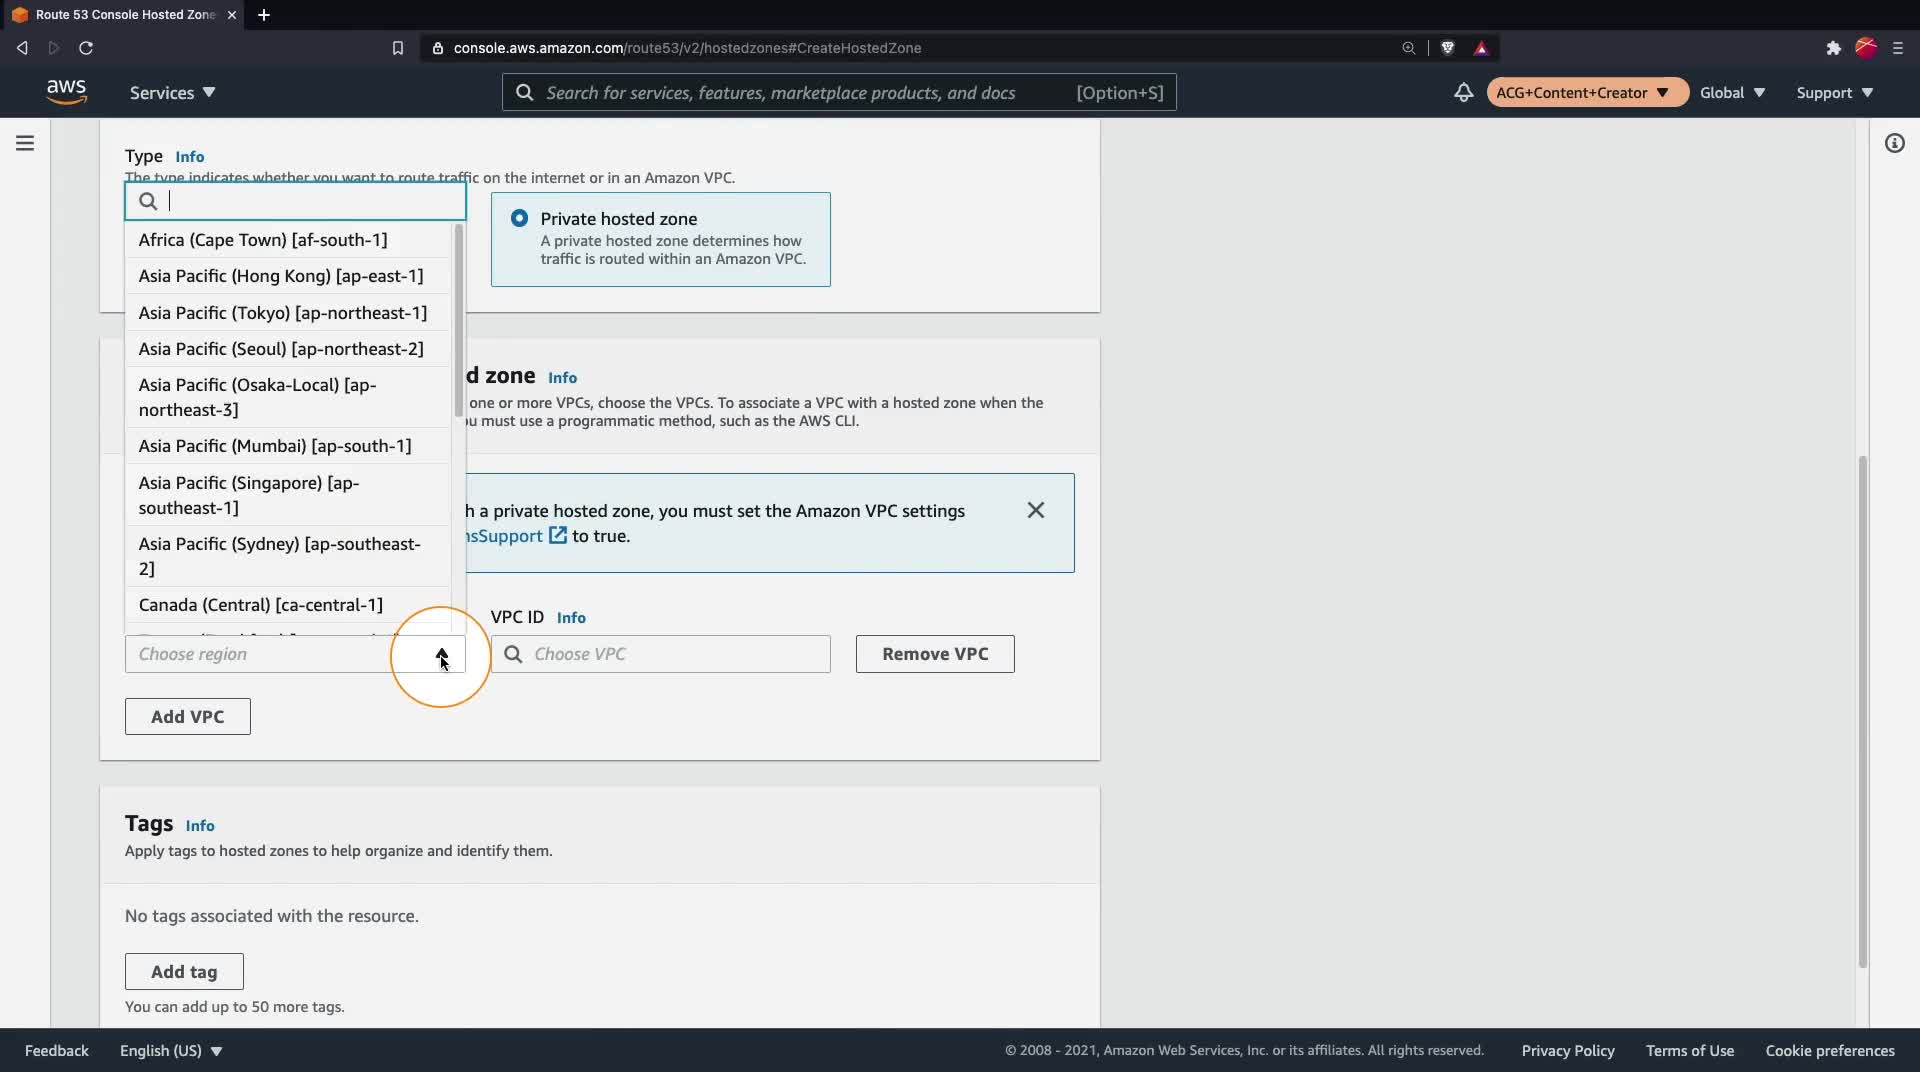 Route 53 Console Hosted Zone
console.aws.amazon.com/route53/v2/hostedzones#CreateHostedZone
aws
Services
Search for services, features, marketplace products, and docs [Option+S]
ACG+Content+Creator
Global
Support
Type Info
The type indicates whether you want to route traffic on the internet or in an Amazon VPC.
Africa (Cape Town) [af-south-1]
Asia Pacific (Hong Kong) [ap-east-1]
Asia Pacific (Tokyo) [ap-northeast-1]
Asia Pacific (Seoul) [ap-northeast-2]
Asia Pacific (Osaka-Local) [ap-
northeast-3]
Asia Pacific (Mumbai) [ap-south-1]
Asia Pacific (Singapore) [ap-
southeast-1]
Asia Pacific (Sydney) [ap-southeast-
2]
Canada (Central) [ca-central-1]
Private hosted zone
A private hosted zone determines how
traffic is routed within an Amazon VPC.
d zone Info
one or more VPCs, choose the VPCs. To associate a VPC with a hosted zone when the
ou must use a programmatic method, such as the AWS CLI.
h a private hosted zone, you must set the Amazon VPC settings
nsSupport to true.
Choose region
VPC ID Info
Choose VPC
Remove VPC
Add VPC
Tags Info
Apply tags to hosted zones to help organize and identify them.
No tags associated with the resource.
Add tag
You can add up to 50 more tags.
Feedback
English (US)
© 2008 - 2021, Amazon Web Services, Inc. or its affiliates. All rights reserved.
Privacy Policy
Terms of Use
Cookie preferences